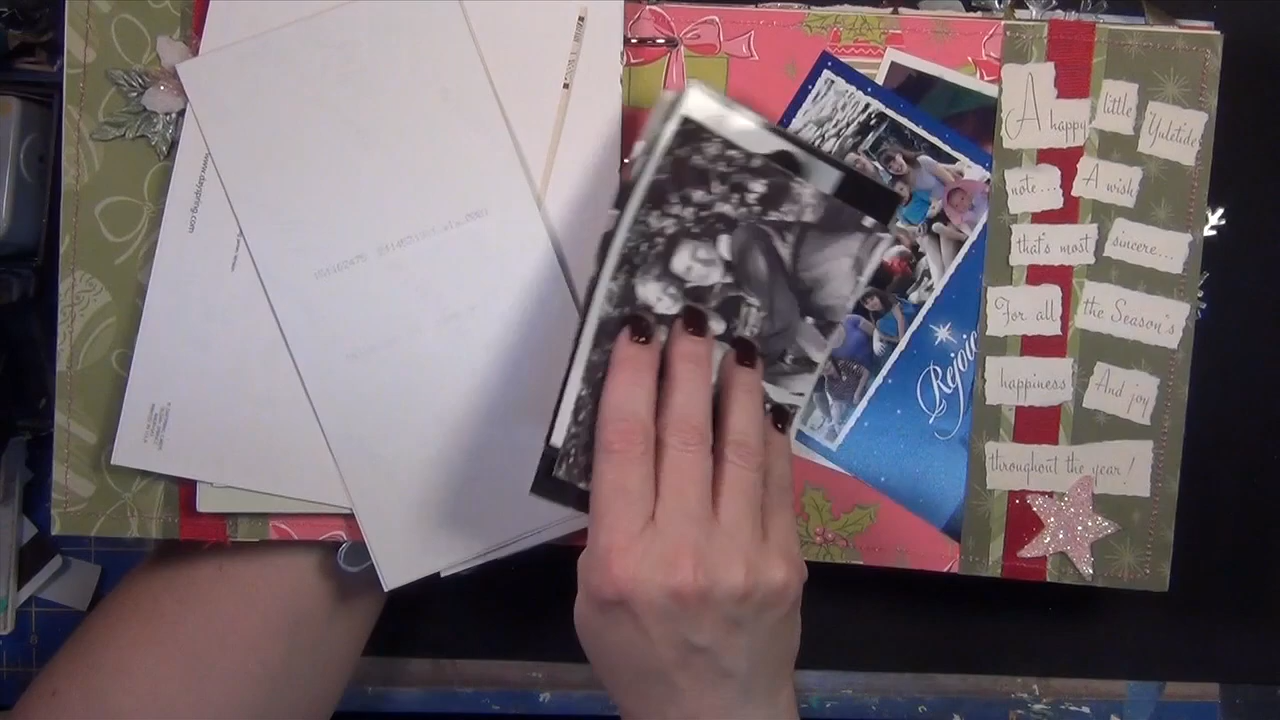 www.dayspring.com
Rejoic
A happy little Yuletide
note... A wish
that's most sincere...
For all the Season's
happiness And joy
throughout the year!
8